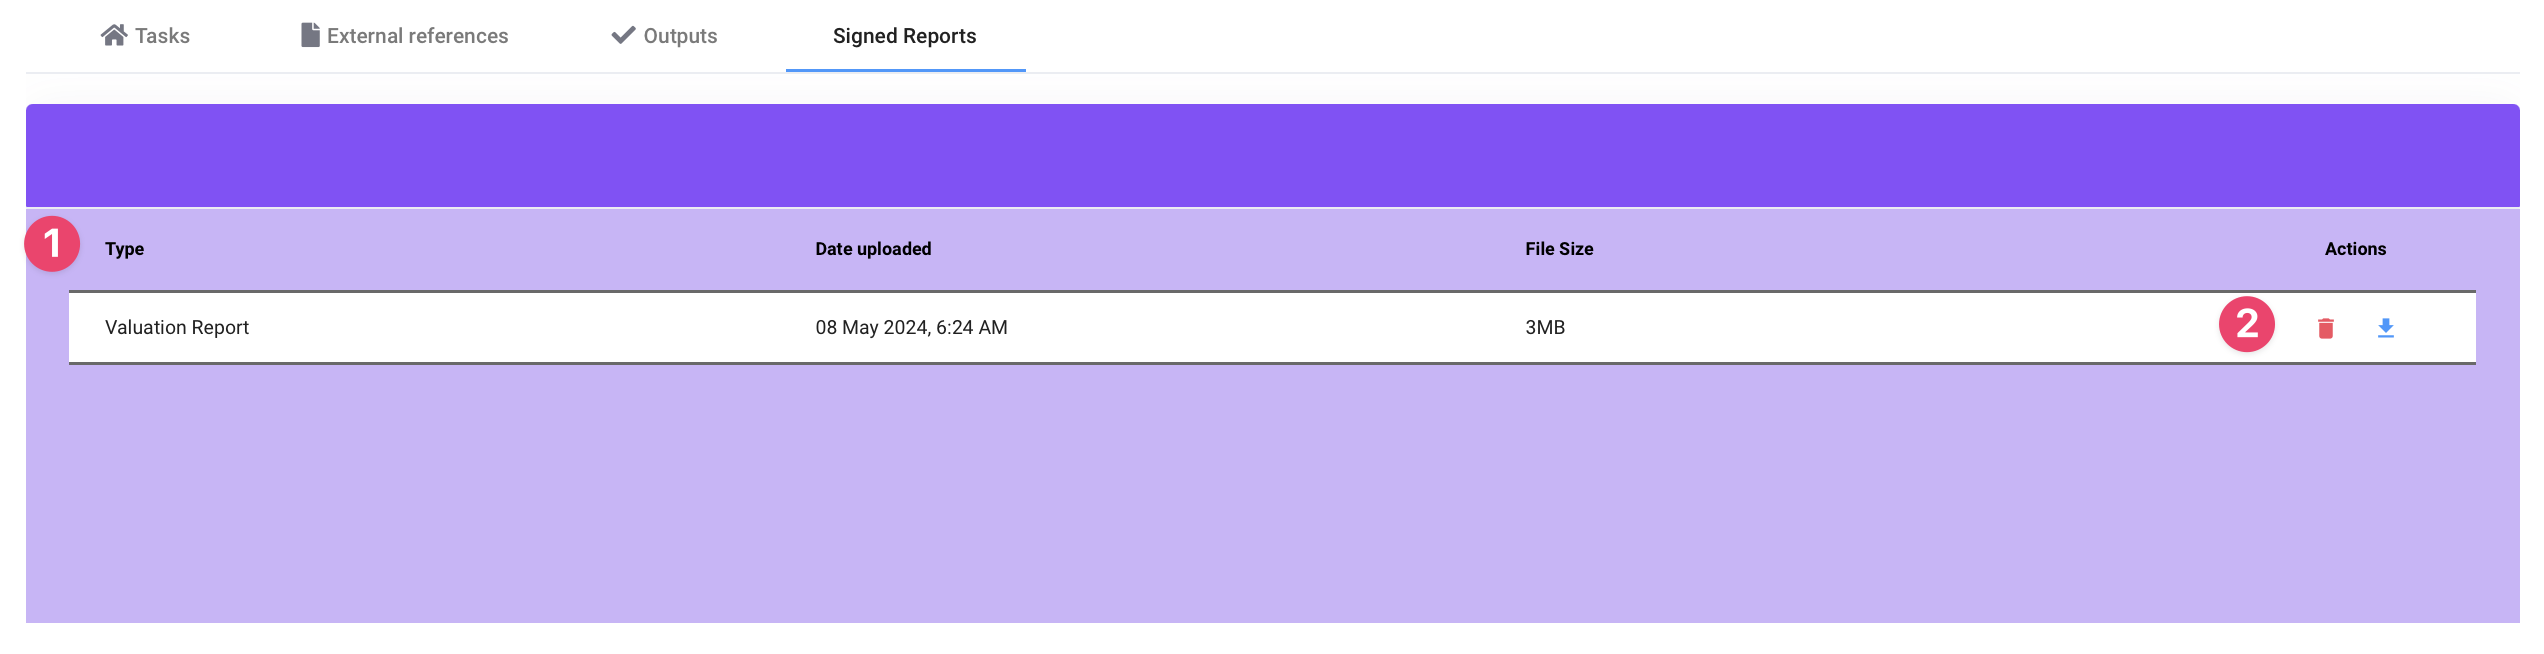 Tasks External references Outputs Signed Reports
1 Type Date uploaded File Size Actions
Valuation Report 08 May 2024, 6:24 AM 3MB 2